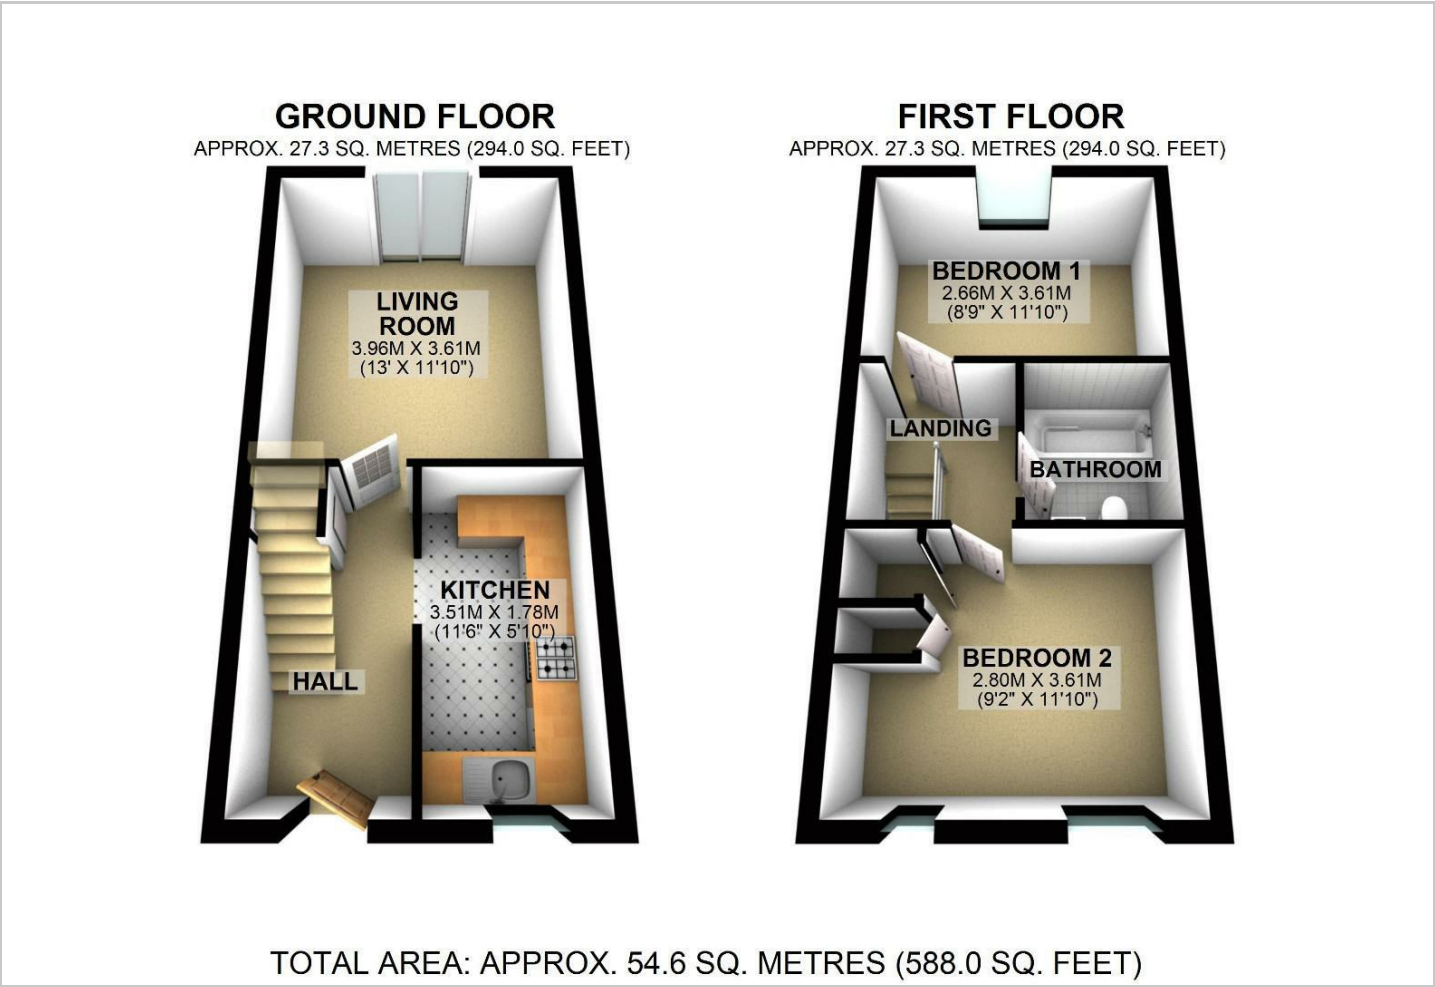 GROUND FLOOR
APPROX. 27.3 SQ. METRES (294.0 SQ. FEET)
LIVING
ROOM
3.96M X 3.61M
(13' X 11'10")
KITCHEN
3.51M X 1.78M
(11'6" X 5'10")
HALL
FIRST FLOOR
APPROX. 27.3 SQ. METRES (294.0 SQ. FEET)
BEDROOM 1
2.66M X 3.61M
(8'9" X 11'10")
LANDING
BATHROOM
BEDROOM 2
2.80M X 3.61M
(9'2" X 11'10")
TOTAL AREA: APPROX. 54.6 SQ. METRES (588.0 SQ. FEET)